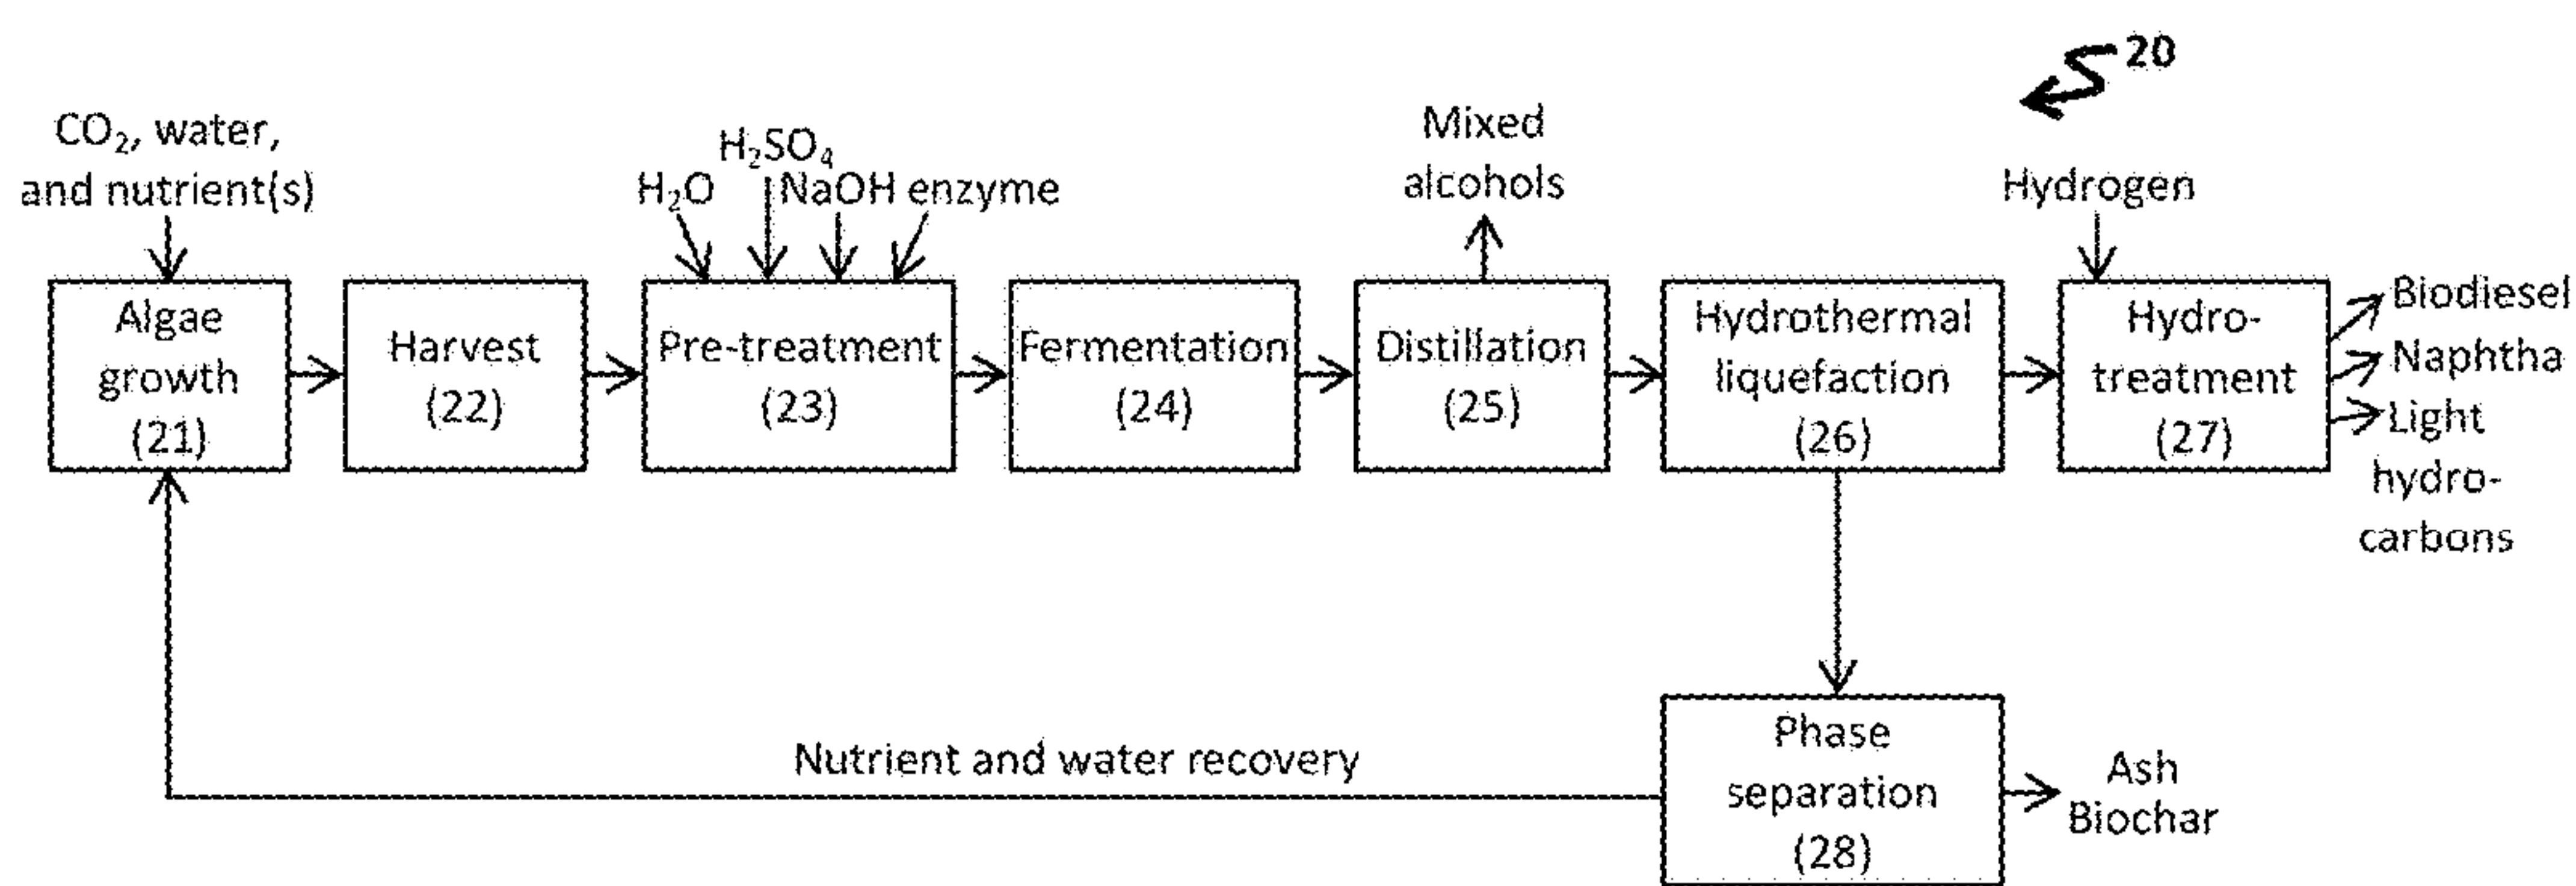 20
CO₂, water,
and nutrient(s)
H₂O
H₂SO₄
NaOH
enzyme
Mixed
alcohols
Hydrogen
Algae
growth
(21)
Harvest
(22)
Pre-treatment
(23)
Fermentation
(24)
Distillation
(25)
Hydrothermal
liquefaction
(26)
Hydro-
treatment
(27)
Biodiesel
Naphtha
Light
hydro-
carbons
Nutrient and water recovery
Phase
separation
(28)
Ash
Biochar